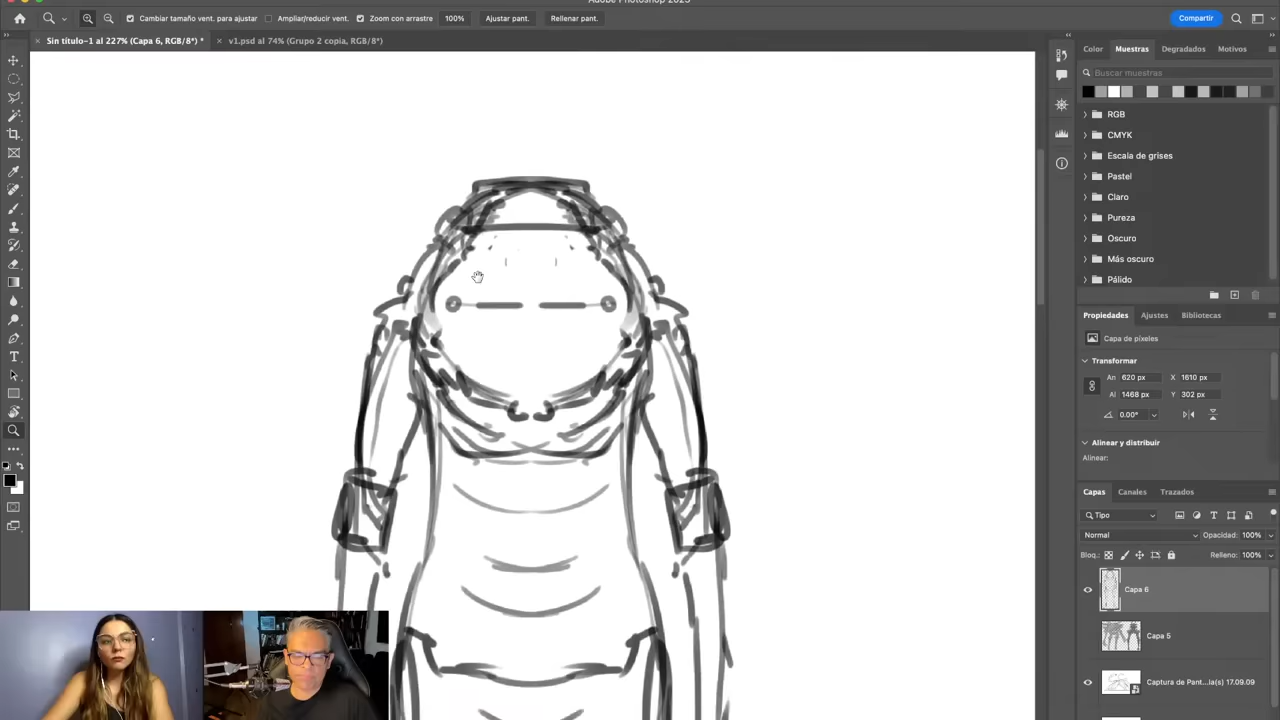 Cambiar tamaño vent. para ajustar
Ampliar/reducir vent.
Zoom con arrastre
100%
Ajustar pant.
Rellenar pant.
Compartir
Sin título-1 al 227% (Capa 6, RGB/8*) *
v1.psd al 74% (Grupo 2 copia, RGB/8*)
Color
Muestras
Degradados
Motivos
Buscar muestras
RGB
CMYK
Escala de grises
Pastel
Claro
Pureza
Oscuro
Más oscuro
Pálido
Propiedades
Ajustes
Bibliotecas
Capa de píxeles
Transformar
An 620 px X 1610 px
Al 1468 px Y 302 px
0.00°
Alinear y distribuir
Alinear:
Capas
Canales
Trazados
Tipo
Normal
Opacidad: 100%
Bloq.:
Relleno: 100%
Capa 6
Capa 5
Captura de Pant...la(s) 17.09.09